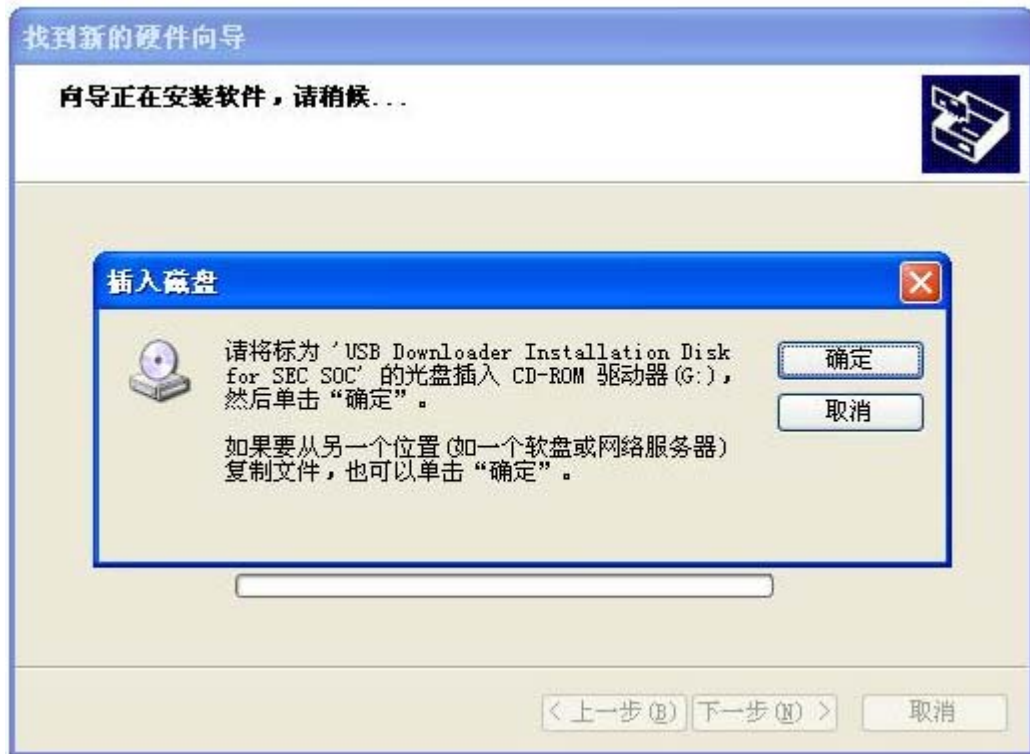 找到新的硬件向导
向导正在安装软件，请稍候...
插入磁盘
请将标为 'USB Downloader Installation Disk
for SEC SOC' 的光盘插入 CD-ROM 驱动器(G:)，
然后单击“确定”。
如果要从另一个位置(如一个软盘或网络服务器)
复制文件，也可以单击“确定”。
确定
取消
< 上一步(B)
下一步(N) >
取消